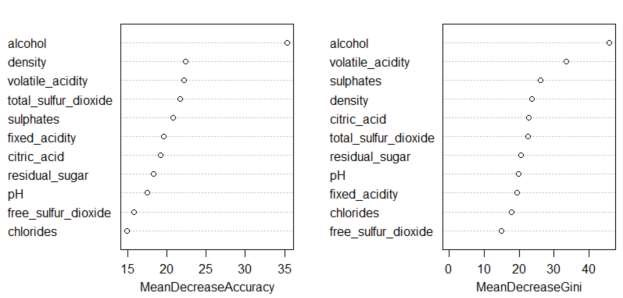 alcohol
density
volatile_acidity
total_sulfur_dioxide
sulphates
fixed_acidity
citric_acid
residual_sugar
pH
free_sulfur_dioxide
chlorides
15 20 25 30 35
MeanDecreaseAccuracy
alcohol
volatile_acidity
sulphates
density
citric_acid
total_sulfur_dioxide
residual_sugar
pH
fixed_acidity
chlorides
free_sulfur_dioxide
0 10 20 30 40
MeanDecreaseGini